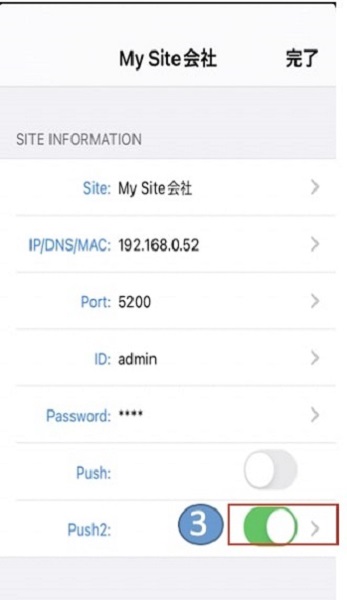 My Site会社 完了
SITE INFORMATION
Site: My Site会社
IP/DNS/MAC: 192.168.0.52
Port: 5200
ID: admin
Password: ****
Push:
Push2: 3